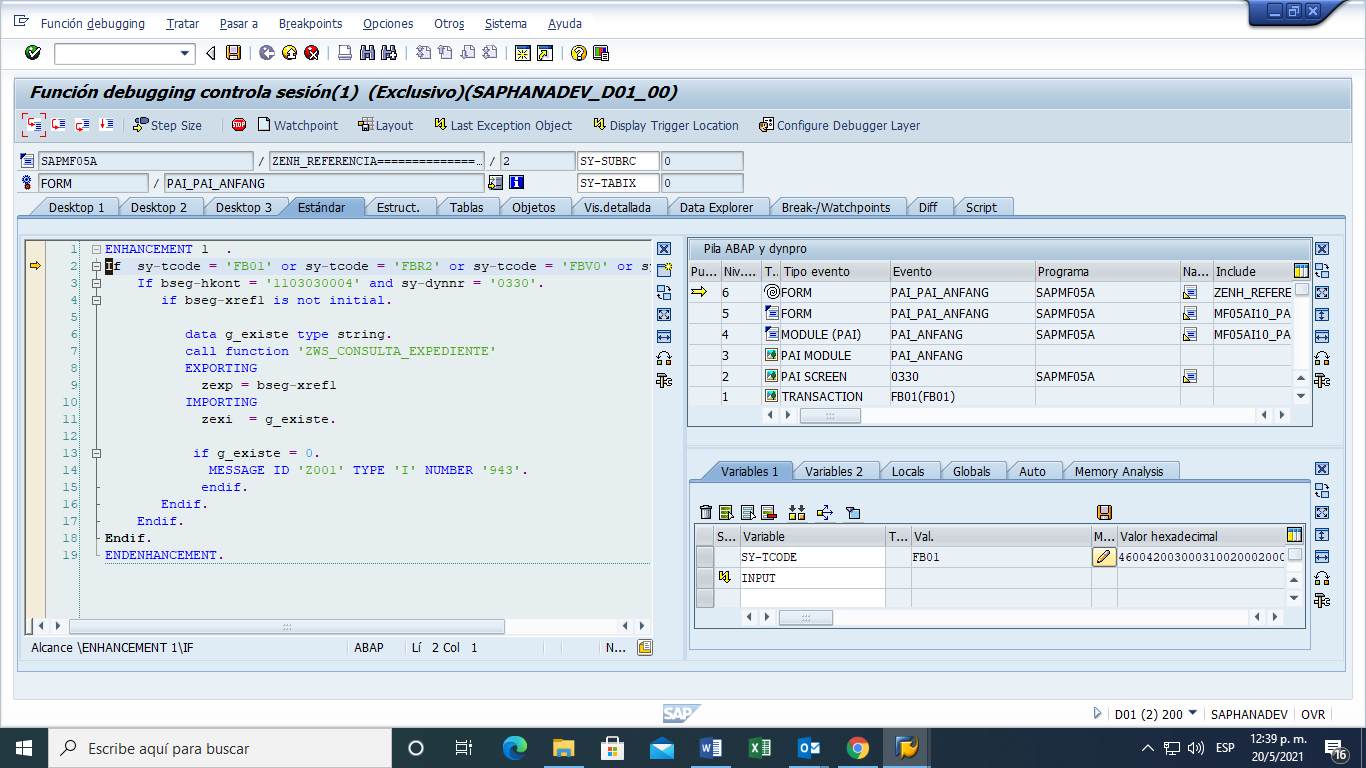 Función debugging Tratar Pasar a Breakpoints Opciones Otros Sistema Ayuda
Función debugging controla sesión(1) (Exclusivo)(SAPHANADEV_D01_00)
Step Size STOP Watchpoint Layout Last Exception Object Display Trigger Location Configure Debugger Layer
SAPMF05A / ZENH_REFERENCIA==============… / 2 SY-SUBRC 0
FORM / PAI_PAI_ANFANG SY-TABIX 0
Desktop 1 Desktop 2 Desktop 3 Estándar Estruct. Tablas Objetos Vis.detallada Data Explorer Break-/Watchpoints Diff Script
1 ENHANCEMENT 1 .
2 If sy-tcode = 'FB01' or sy-tcode = 'FBR2' or sy-tcode = 'FBV0' or sy
3 If bseg-hkont = '1103030004' and sy-dynnr = '0330'.
4 if bseg-xref1 is not initial.
5
6 data g_existe type string.
7 call function 'ZWS_CONSULTA_EXPEDIENTE'
8 EXPORTING
9 zexp = bseg-xref1
10 IMPORTING
11 zexi = g_existe.
12
13 if g_existe = 0.
14 MESSAGE ID 'Z001' TYPE 'I' NUMBER '943'.
15 endif.
16 Endif.
17 Endif.
18 Endif.
19 ENDENHANCEMENT.
Alcance \ENHANCEMENT 1\IF ABAP Lí 2 Col 1 N...
Pila ABAP y dynpro
Pu... Niv.... T.. Tipo evento Evento Programa Na... Include
6 FORM PAI_PAI_ANFANG SAPMF05A ZENH_REFERE
5 FORM PAI_PAI_ANFANG SAPMF05A MF05AI10_PA
4 MODULE (PAI) PAI_ANFANG SAPMF05A MF05AI10_PA
3 PAI MODULE PAI_ANFANG
2 PAI SCREEN 0330 SAPMF05A
1 TRANSACTION FB01(FB01)
Variables 1 Variables 2 Locals Globals Auto Memory Analysis
S... Variable T... Val. M... Valor hexadecimal
SY-TCODE FB01 4600420030003100200020000
INPUT
SAP
D01 (2) 200 SAPHANADEV OVR
Escribe aquí para buscar
ESP
12:39 p. m.
20/5/2021
16